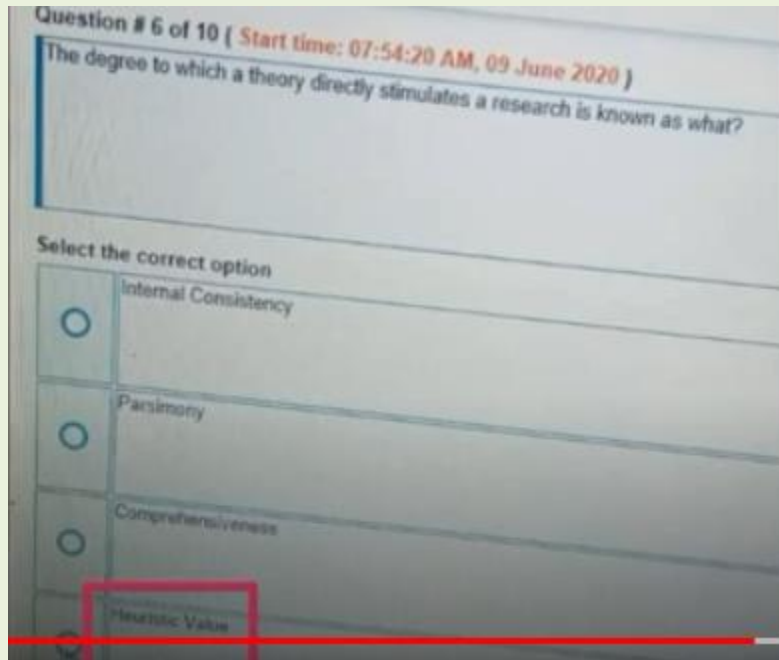 Question # 6 of 10 ( Start time: 07:54:20 AM, 09 June 2020 )
The degree to which a theory directly stimulates a research is known as what?
Select the correct option
Internal Consistency
Parsimony
Comprehensiveness
Heuristic Value